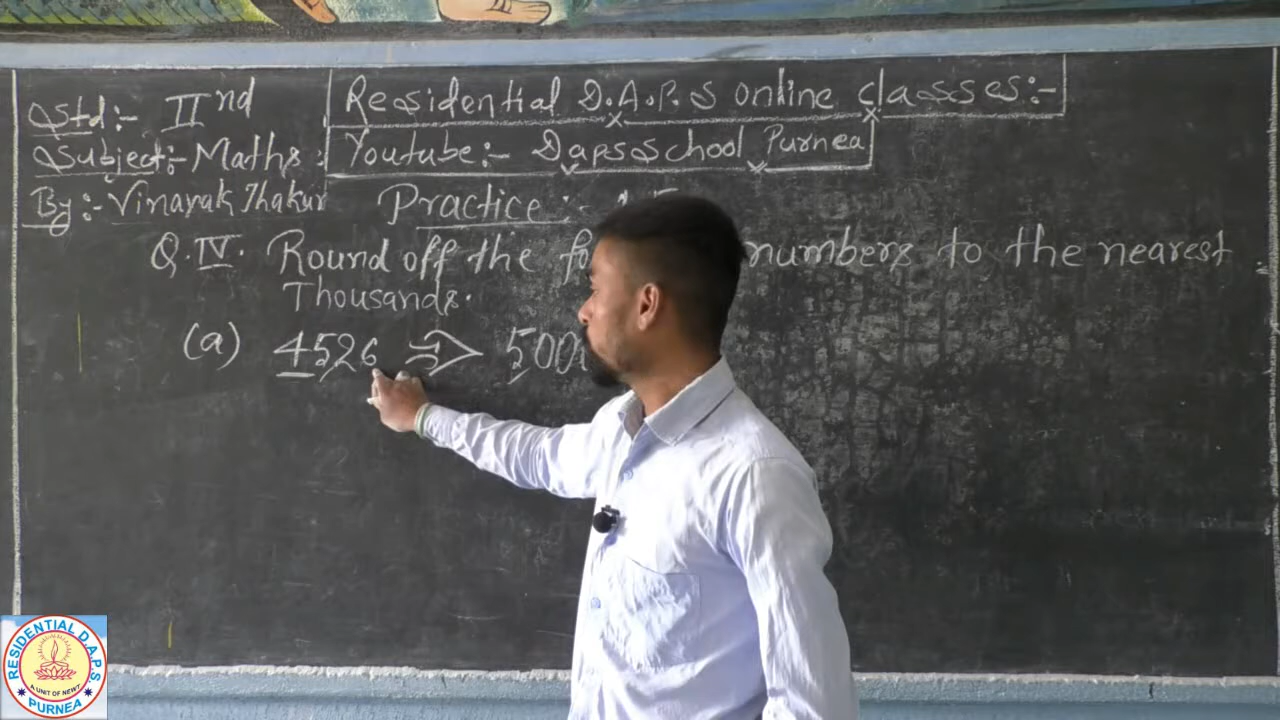 Std:- IInd
Residential D.A.P.S online classes:-
Subject:- Maths:
Youtube:- Dapsschool Purnea
By:- Vinayak Thakur
Practice:-
Q.IV. Round off the numbers to the nearest
Thousands.
(a) 4526 ⇒ 500
RESIDENTIAL D.A.P.S
PURNEA